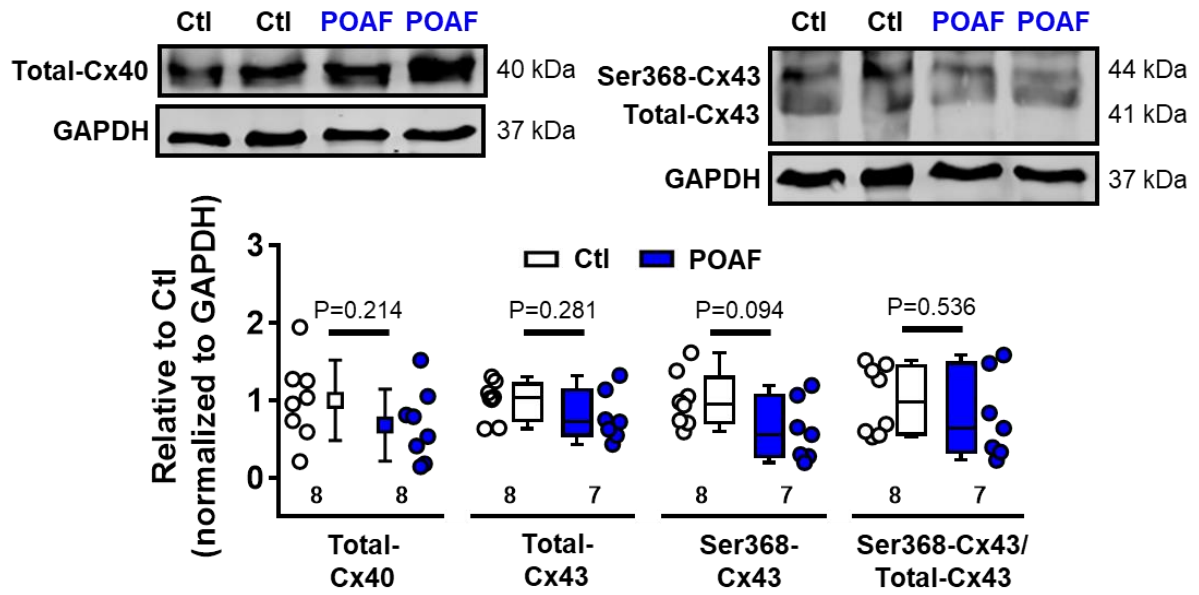 Ctl Ctl POAF POAF
Total-Cx40 40 kDa
GAPDH 37 kDa
Ctl Ctl POAF POAF
Ser368-Cx43 44 kDa
Total-Cx43 41 kDa
GAPDH 37 kDa
Relative to Ctl
(normalized to GAPDH)
3
2
1
0
Ctl POAF
P=0.214 P=0.281 P=0.094 P=0.536
8 8 8 7 8 7 8 7
Total-
Cx40
Total-
Cx43
Ser368-
Cx43
Ser368-Cx43/
Total-Cx43